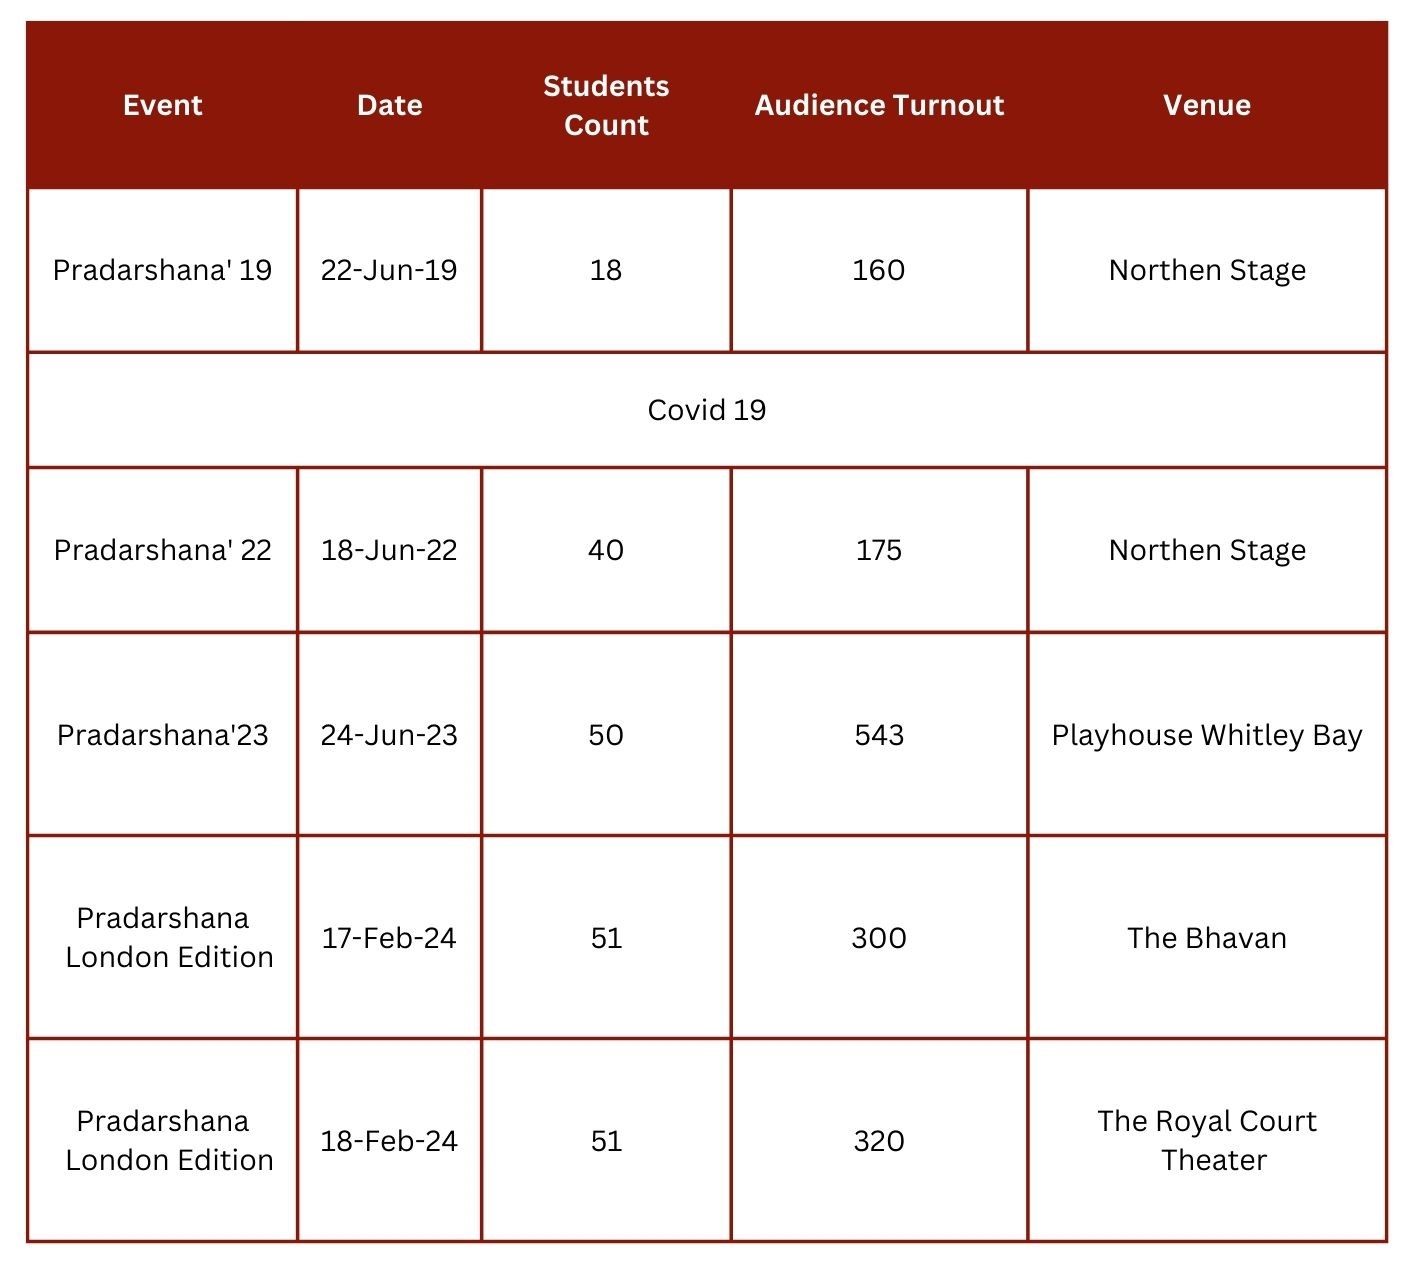 Event Date Students Count Audience Turnout Venue
Pradarshana' 19 22-Jun-19 18 160 Northen Stage
Covid 19
Pradarshana' 22 18-Jun-22 40 175 Northen Stage
Pradarshana'23 24-Jun-23 50 543 Playhouse Whitley Bay
Pradarshana London Edition 17-Feb-24 51 300 The Bhavan
Pradarshana London Edition 18-Feb-24 51 320 The Royal Court Theater